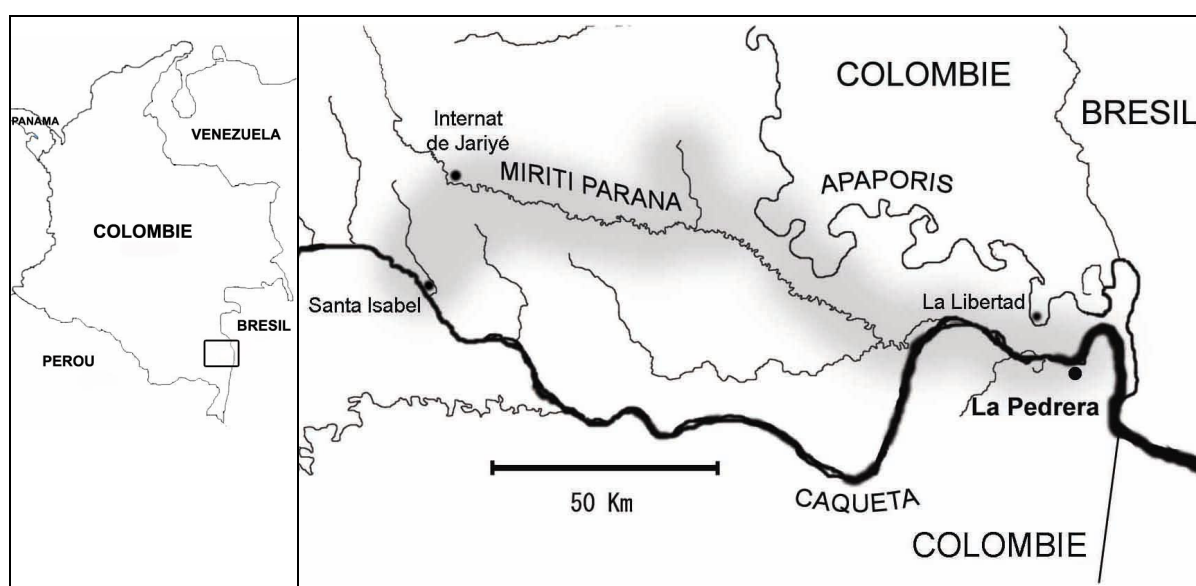 PANAMA
VENEZUELA
COLOMBIE
BRESIL
PEROU
COLOMBIE
BRESIL
Internat
de Jariyé
MIRITI PARANA
APAPORIS
Santa Isabel
La Libertad
La Pedrera
50 Km
CAQUETA
COLOMBIE